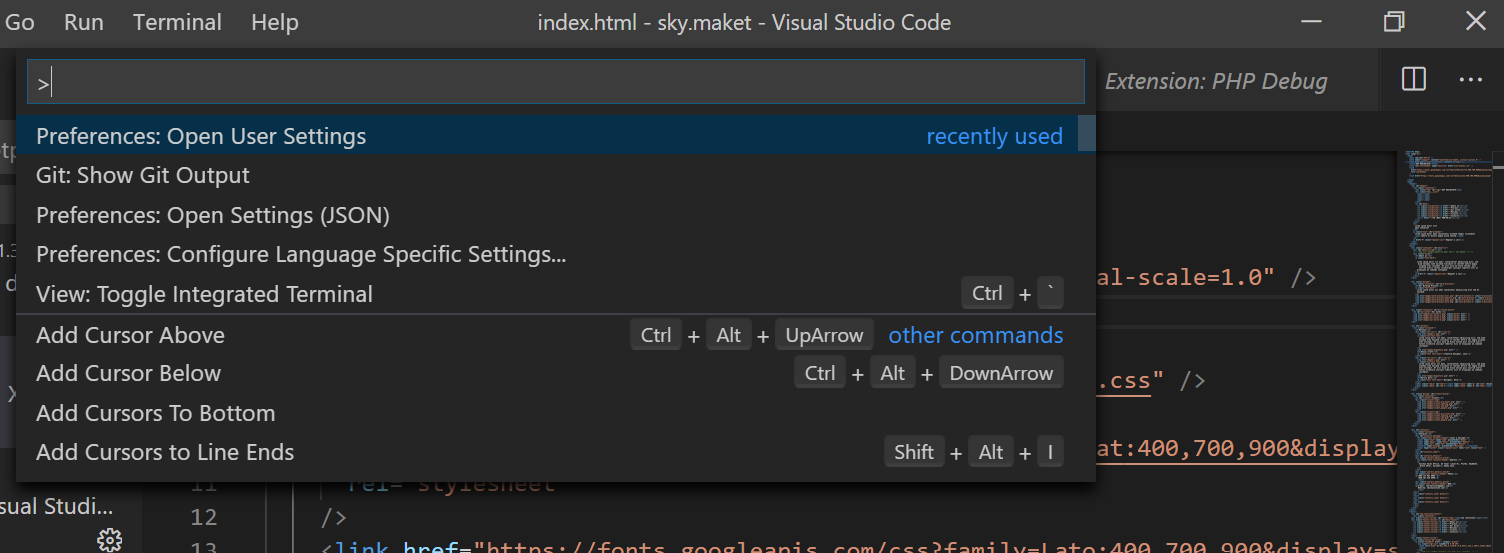 Go Run Terminal Help index.html - sky.maket - Visual Studio Code
>
Extension: PHP Debug
Preferences: Open User Settings recently used
Git: Show Git Output
Preferences: Open Settings (JSON)
Preferences: Configure Language Specific Settings...
View: Toggle Integrated Terminal Ctrl + `
al-scale=1.0" />
Add Cursor Above Ctrl + Alt + UpArrow other commands
Add Cursor Below Ctrl + Alt + DownArrow
.css" />
Add Cursors To Bottom
Add Cursors to Line Ends Shift + Alt + I
at:400,700,900&display
11 rel="stylesheet"
sual Studi...
12 />
13 <link href="https://fonts.googleapis.com/css?family=Lato:400,700,900&display=s